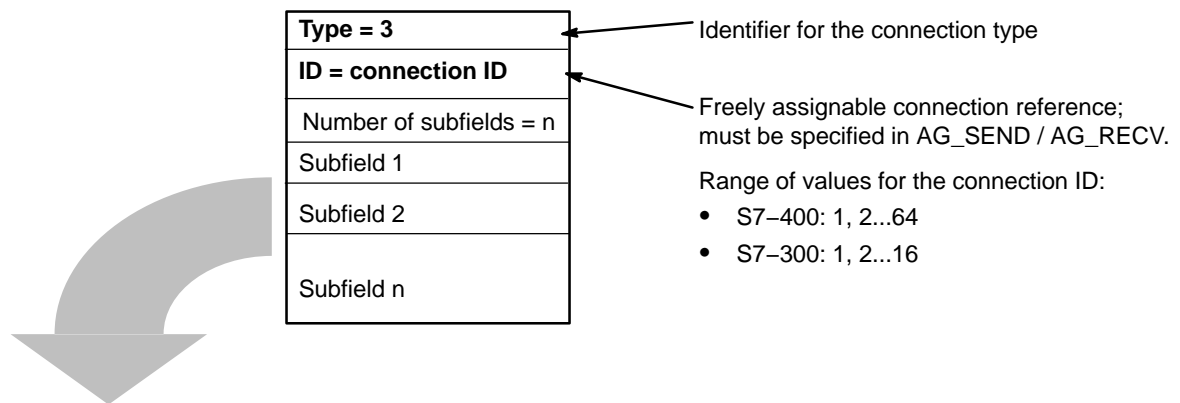 Type = 3
Identifier for the connection type
ID = connection ID
Freely assignable connection reference;
must be specified in AG_SEND / AG_RECV.
Number of subfields = n
Subfield 1
Range of values for the connection ID:
Subfield 2
• S7−400: 1, 2...64
• S7−300: 1, 2...16
Subfield n